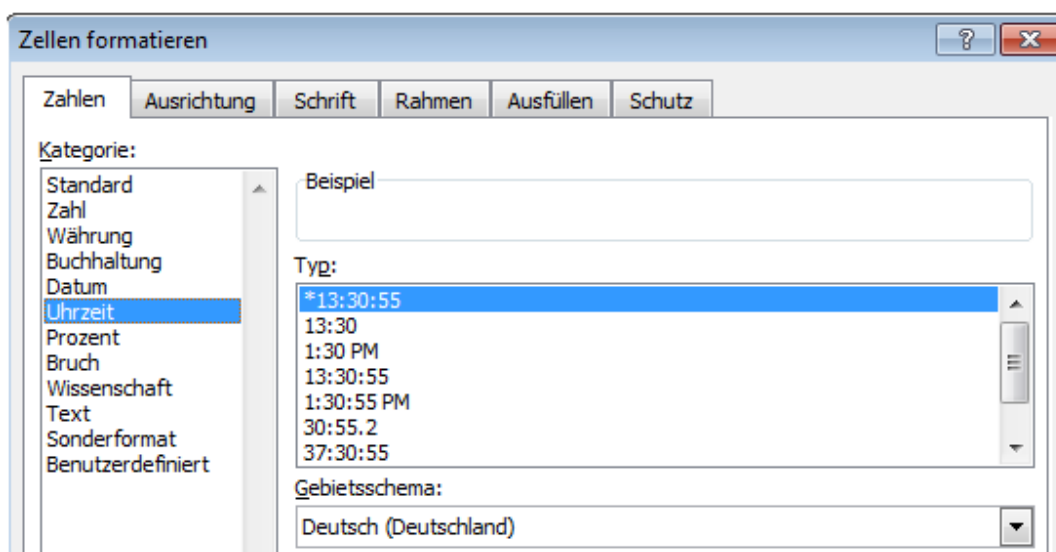 Zellen formatieren
Zahlen Ausrichtung Schrift Rahmen Ausfüllen Schutz
Kategorie:
Standard
Zahl
Währung
Buchhaltung
Datum
Uhrzeit
Prozent
Bruch
Wissenschaft
Text
Sonderformat
Benutzerdefiniert
Beispiel
Typ:
*13:30:55
13:30
1:30 PM
13:30:55
1:30:55 PM
30:55.2
37:30:55
Gebietsschema:
Deutsch (Deutschland)